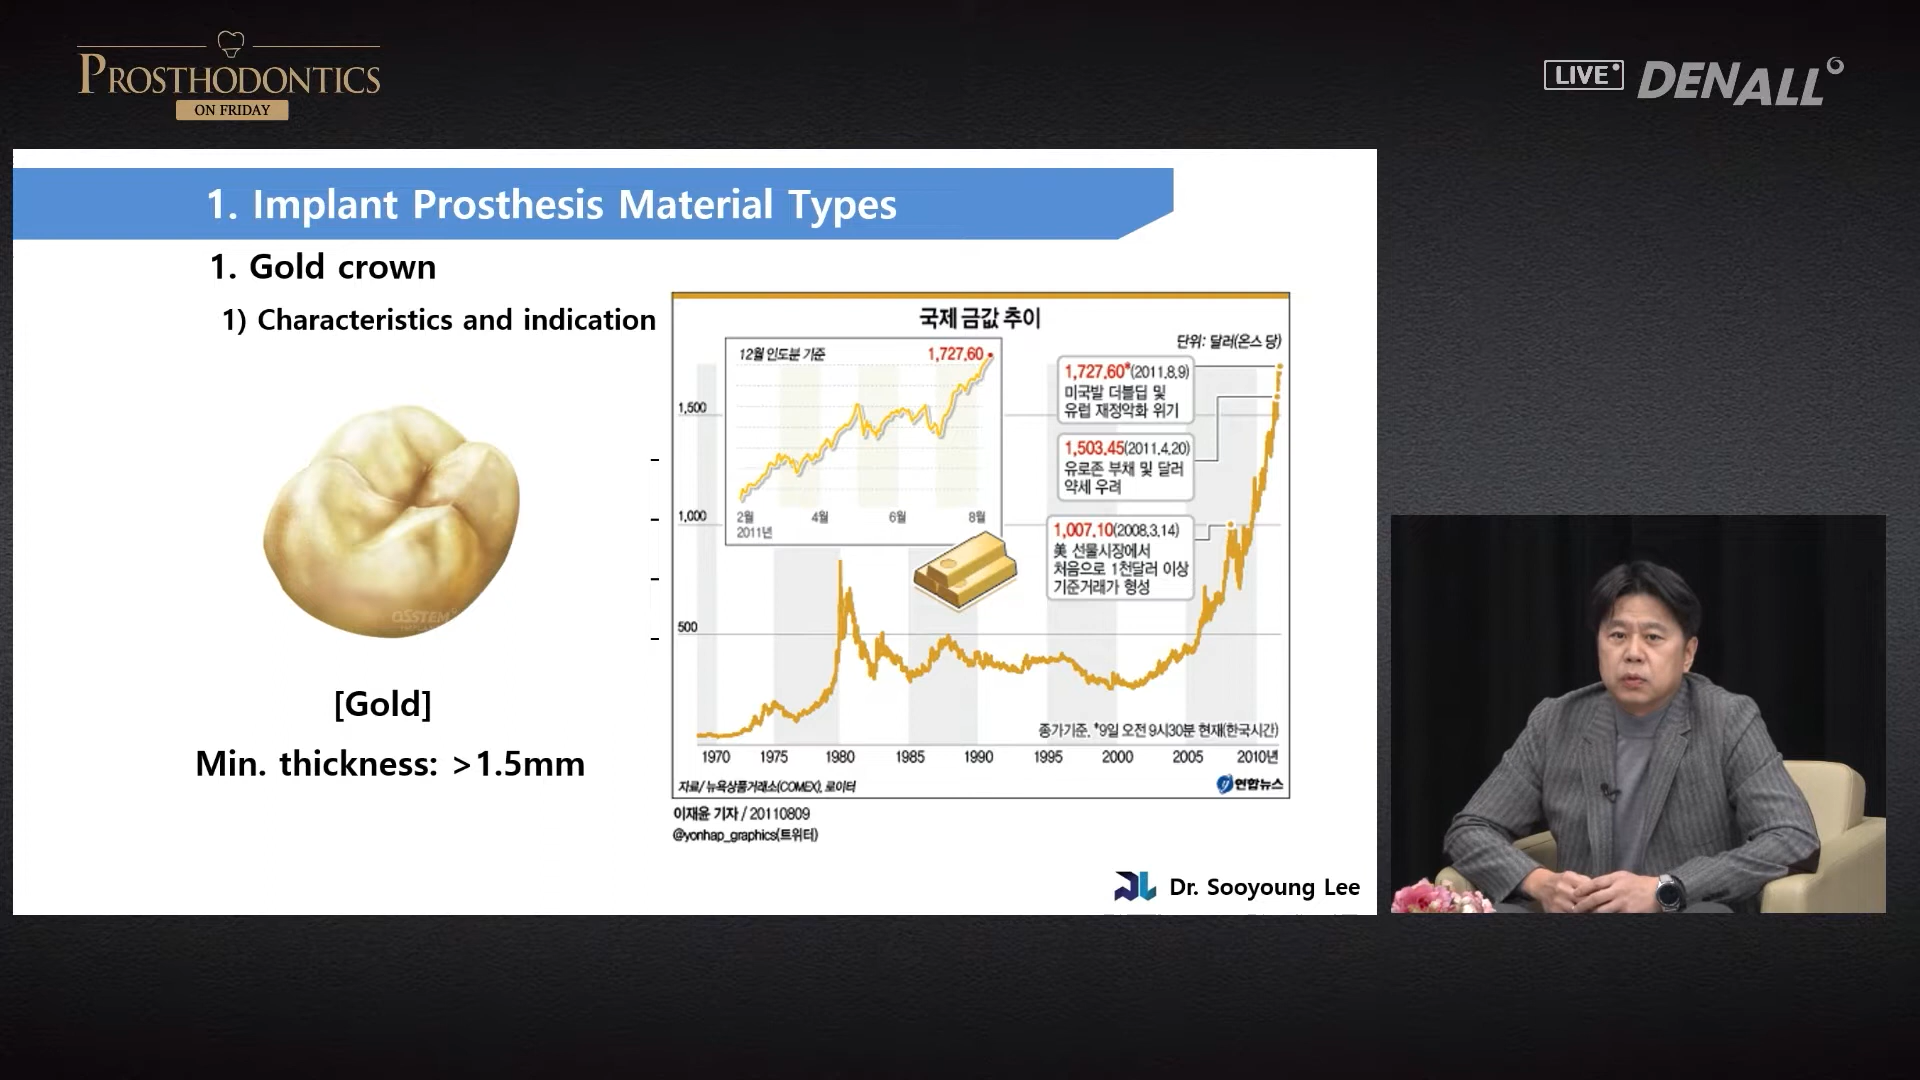 PROSTHODONTICS
ON FRIDAY
LIVE
DENALL
1. Implant Prosthesis Material Types
1. Gold crown
1) Characteristics and indication
OSSTEM
[Gold]
Min. thickness: >1.5mm
국제 금값 추이
단위: 달러(온스 당)
12월 인도분 기준
1,727.60
2월
4월
6월
8월
2011년
1,727.60*(2011.8.9)
미국발 더블딥 및
유럽 재정악화 위기
1,503.45(2011.4.20)
유로존 부채 및 달러
약세 우려
1,007.10(2008.3.14)
美 선물시장에서
처음으로 1천달러 이상
기준거래가 형성
1,500
1,000
500
종가기준, *9일 오전 9시30분 현재(한국시간)
1970 1975 1980 1985 1990 1995 2000 2005 2010년
자료/ 뉴욕상품거래소(COMEX), 로이터
연합뉴스
이재윤 기자 / 20110809
@yonhap_graphics(트위터)
Dr. Sooyoung Lee